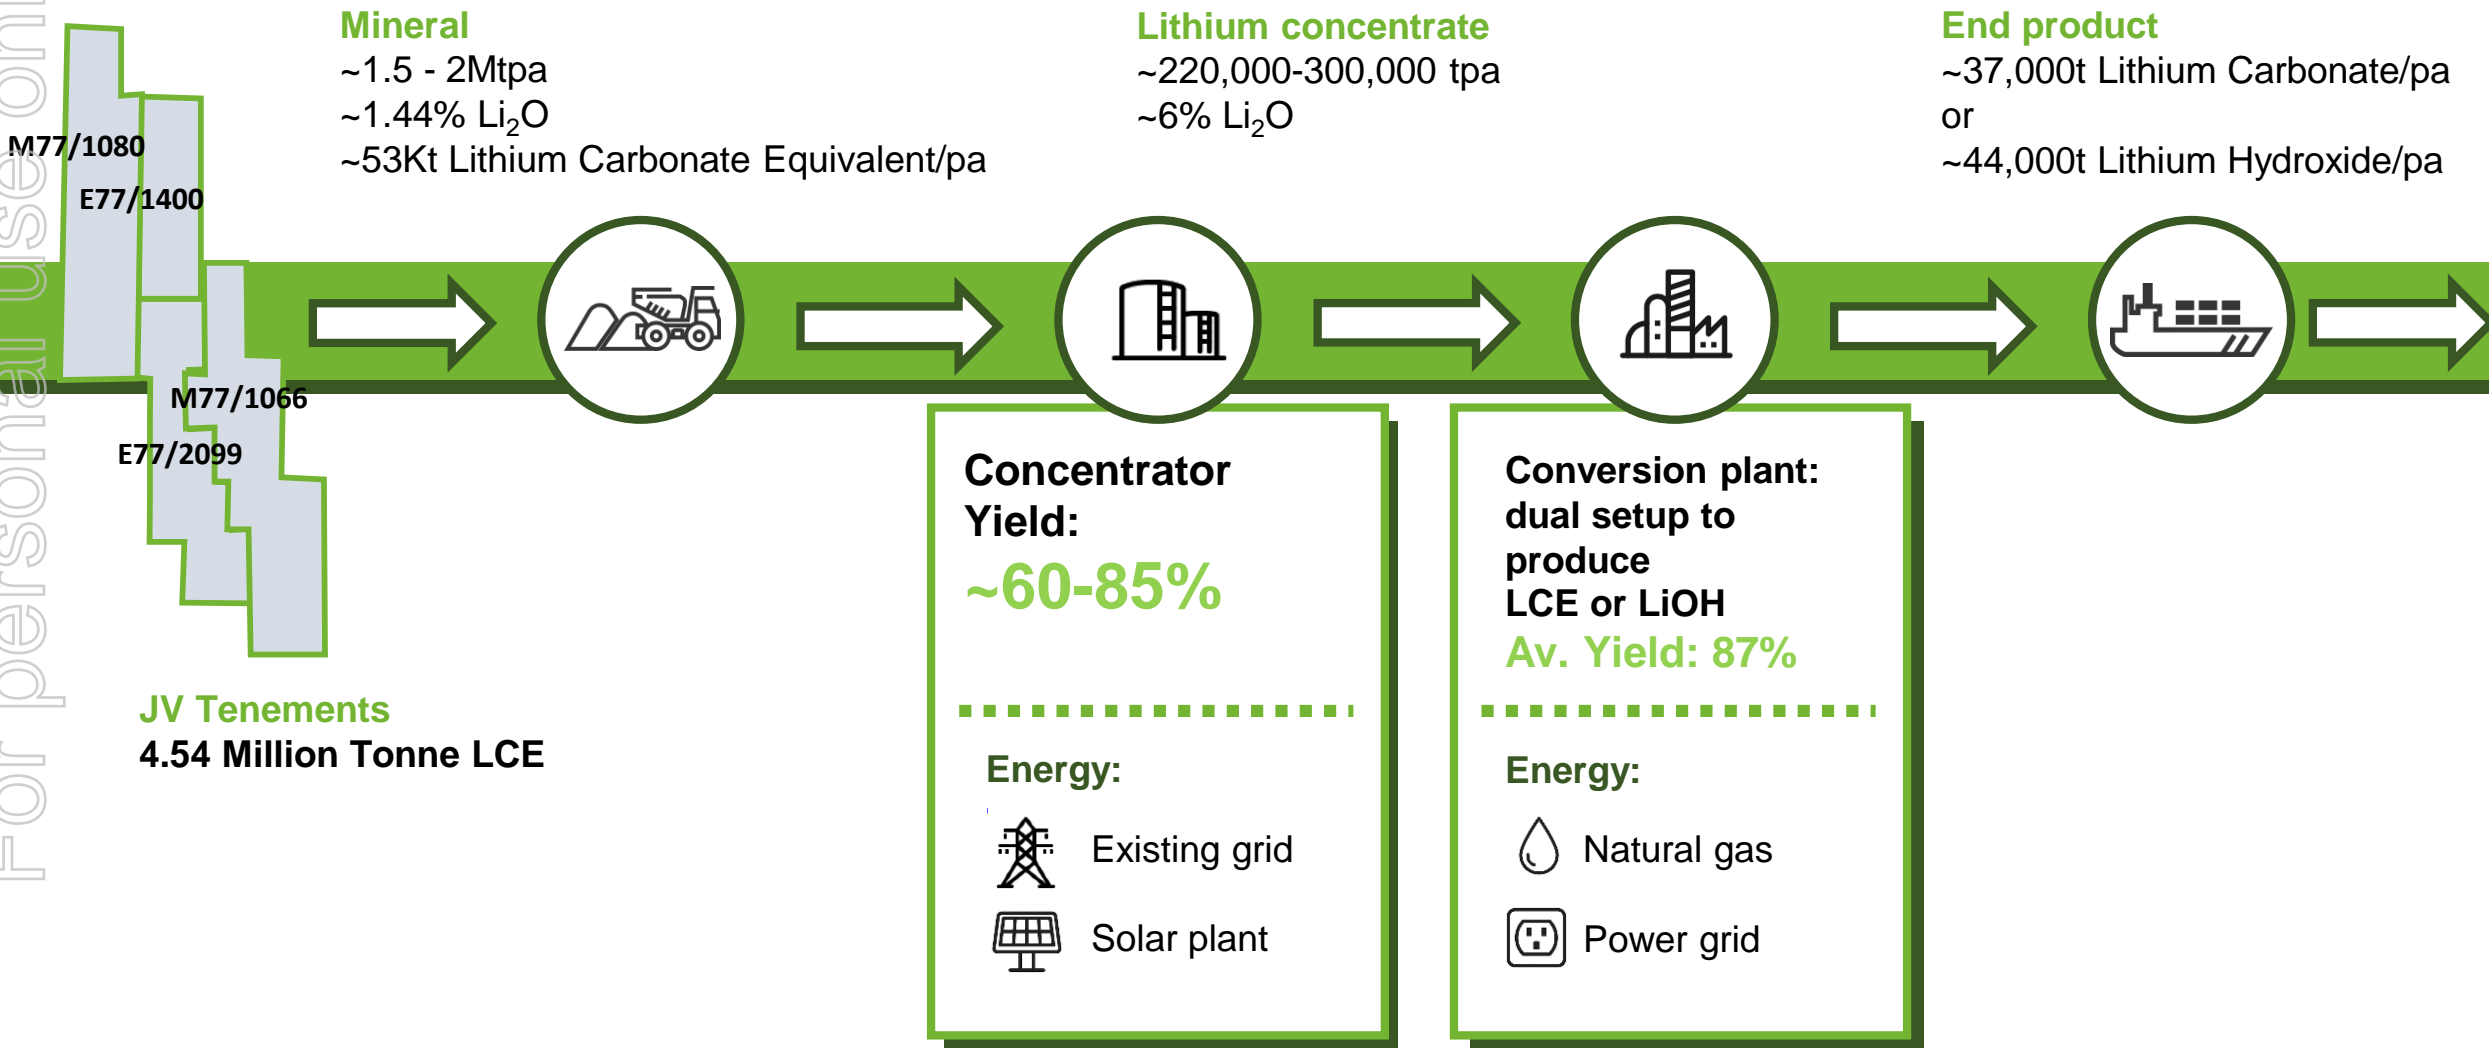 For personal use onl
M77/1080
E77/1400
M77/1066
E77/2099
JV Tenements
4.54 Million Tonne LCE
Mineral
~1.5 - 2Mtpa
~1.44% Li₂O
~53Kt Lithium Carbonate Equivalent/pa
Lithium concentrate
~220,000-300,000 tpa
~6% Li₂O
End product
~37,000t Lithium Carbonate/pa
or
~44,000t Lithium Hydroxide/pa
Concentrator
Yield:
~60-85%
Energy:
Existing grid
Solar plant
Conversion plant:
dual setup to
produce
LCE or LiOH
Av. Yield: 87%
Energy:
Natural gas
Power grid